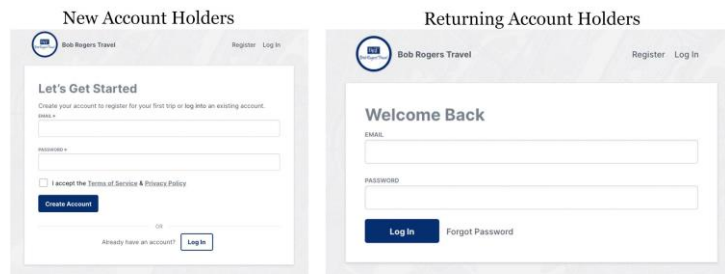 New Account Holders
Bob Rogers Travel
Register Log In
Let's Get Started
Create your account to register for your first trip or log into an existing account.
EMAIL *
PASSWORD *
I accept the Terms of Service & Privacy Policy
Create Account
OR
Already have an account? Log In
Returning Account Holders
Bob Rogers Travel
Register Log In
Welcome Back
EMAIL
PASSWORD
Log In Forgot Password